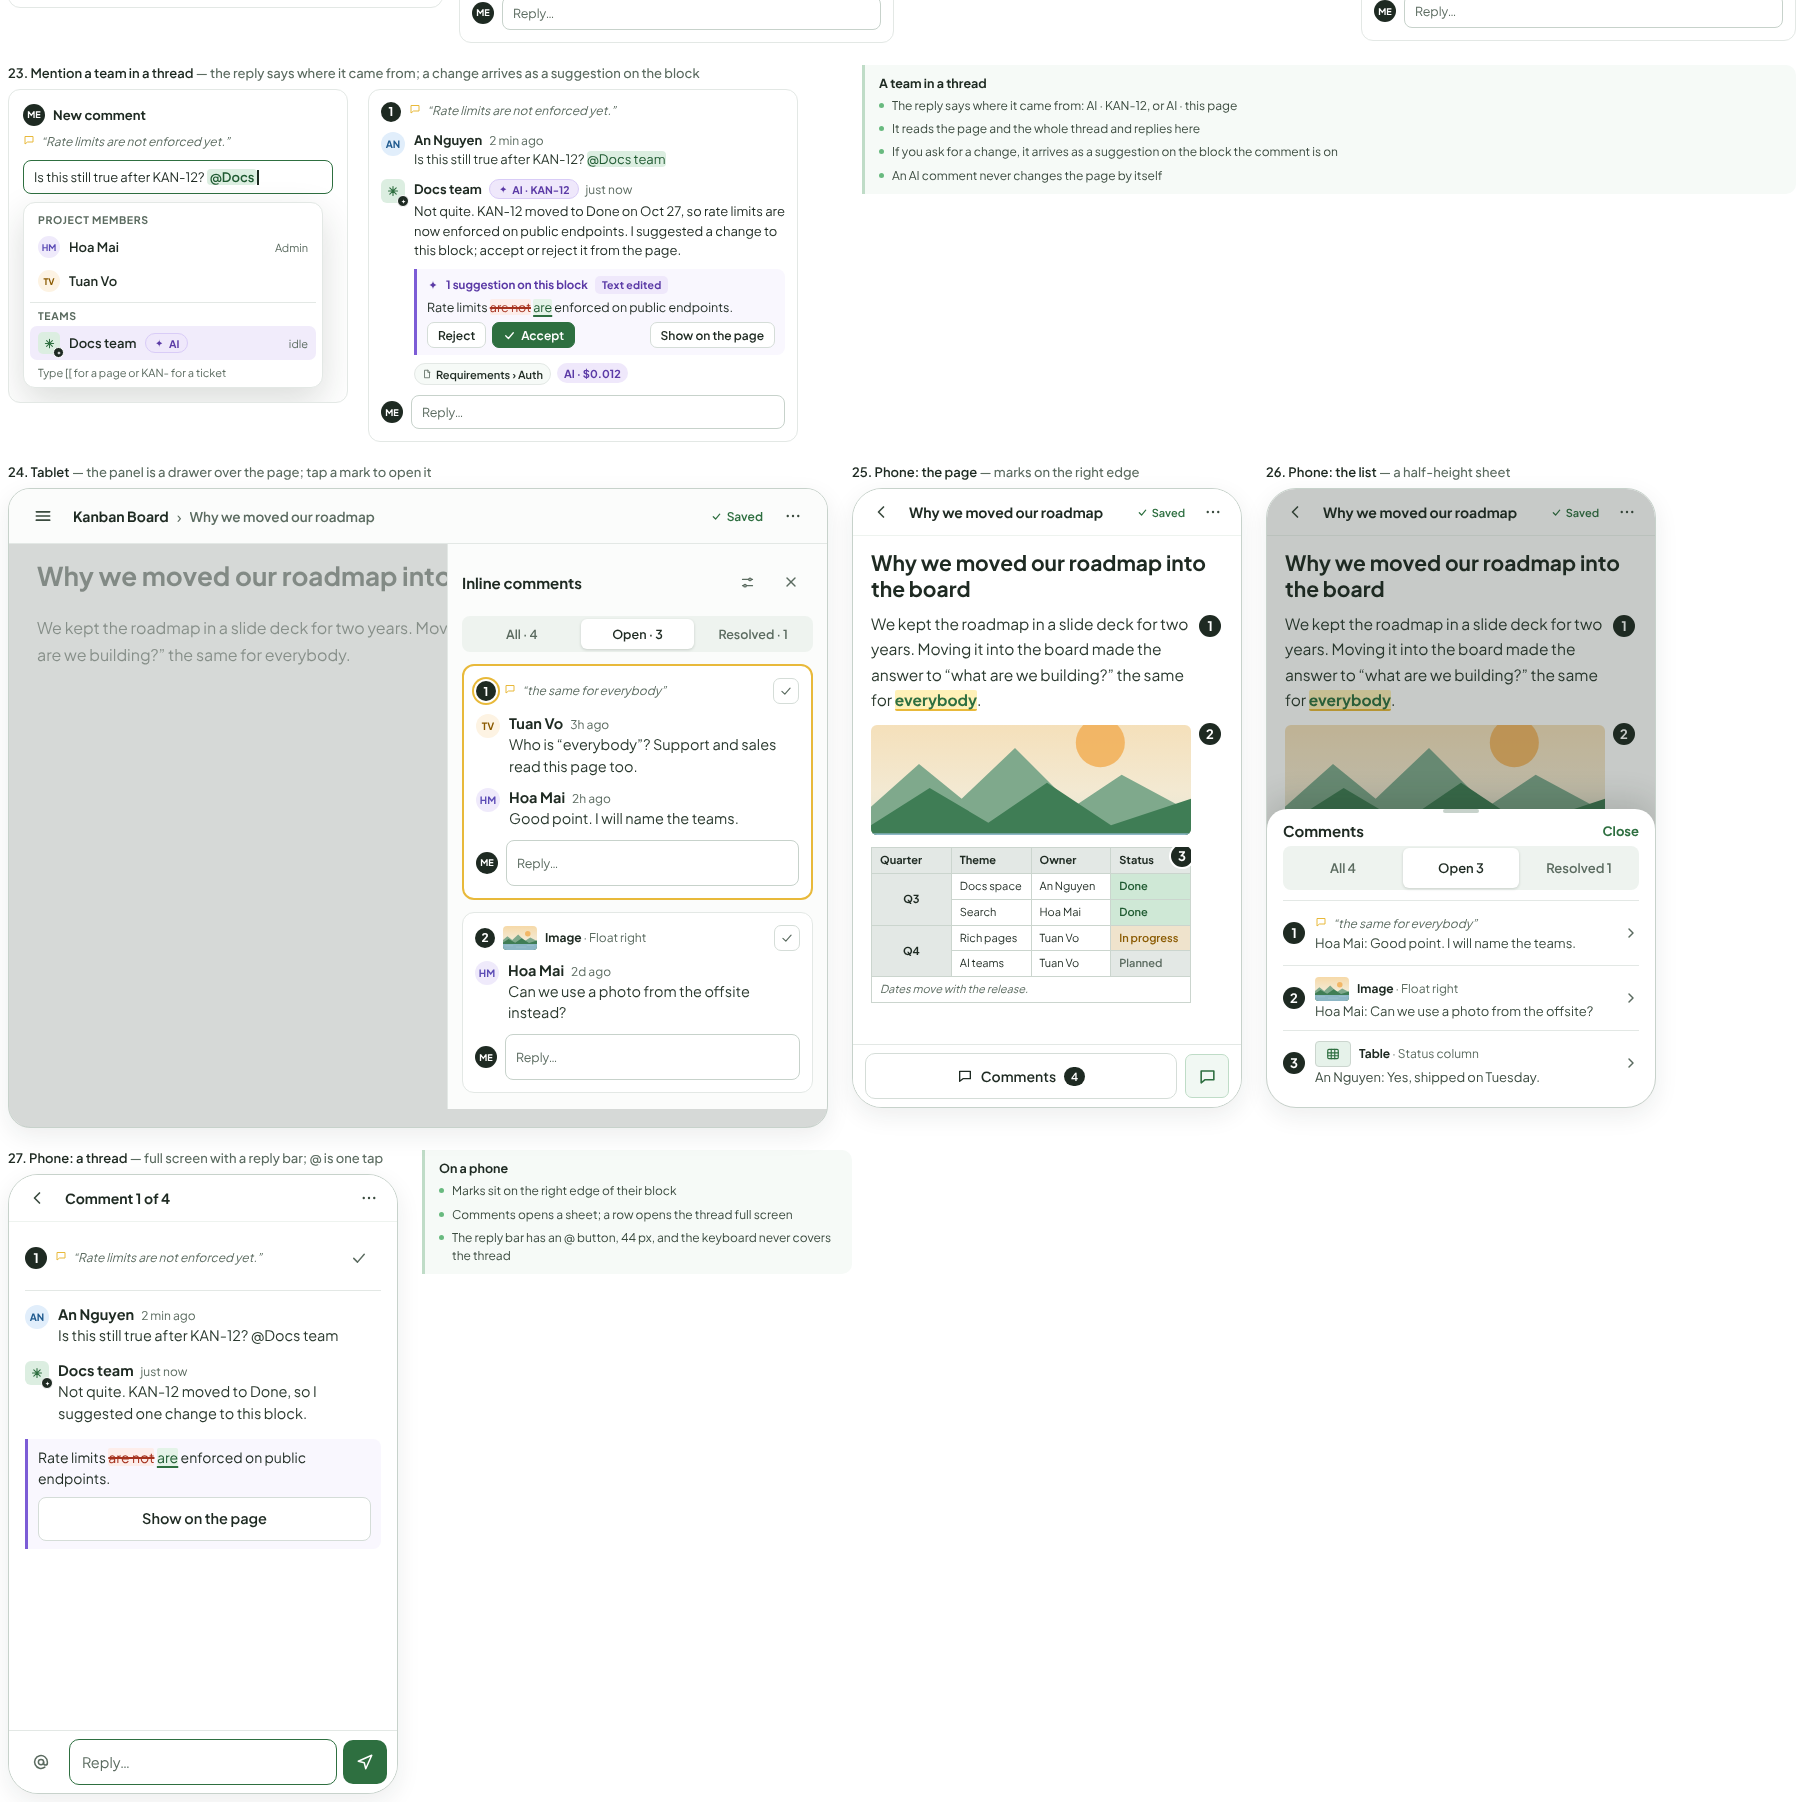 ME Reply…
ME Reply…
23. Mention a team in a thread — the reply says where it came from; a change arrives as a suggestion on the block
ME New comment
“Rate limits are not enforced yet.”
Is this still true after KAN-12? @Docs
PROJECT MEMBERS
HM Hoa Mai Admin
TV Tuan Vo
TEAMS
Docs team AI idle
Type [[ for a page or KAN- for a ticket
1 “Rate limits are not enforced yet.”
AN An Nguyen 2 min ago
Is this still true after KAN-12? @Docs team
Docs team AI · KAN-12 just now
Not quite. KAN-12 moved to Done on Oct 27, so rate limits are
now enforced on public endpoints. I suggested a change to
this block; accept or reject it from the page.
1 suggestion on this block Text edited
Rate limits are not are enforced on public endpoints.
Reject Accept Show on the page
Requirements › Auth AI · $0.012
ME Reply…
A team in a thread
The reply says where it came from: AI · KAN-12, or AI · this page
It reads the page and the whole thread and replies here
If you ask for a change, it arrives as a suggestion on the block the comment is on
An AI comment never changes the page by itself
24. Tablet — the panel is a drawer over the page; tap a mark to open it
Kanban Board › Why we moved our roadmap Saved
Why we moved our roadmap into
We kept the roadmap in a slide deck for two years. Mov
are we building?” the same for everybody.
Inline comments
All · 4 Open · 3 Resolved · 1
1 “the same for everybody”
TV Tuan Vo 3h ago
Who is “everybody”? Support and sales
read this page too.
HM Hoa Mai 2h ago
Good point. I will name the teams.
ME Reply…
2 Image · Float right
HM Hoa Mai 2d ago
Can we use a photo from the offsite
instead?
ME Reply…
25. Phone: the page — marks on the right edge
Why we moved our roadmap Saved
Why we moved our roadmap into
the board
We kept the roadmap in a slide deck for two 1
years. Moving it into the board made the
answer to “what are we building?” the same
for everybody.
2
Quarter Theme Owner Status 3
Q3 Docs space An Nguyen Done
Search Hoa Mai Done
Q4 Rich pages Tuan Vo In progress
AI teams Tuan Vo Planned
Dates move with the release.
Comments 4
26. Phone: the list — a half-height sheet
Why we moved our roadmap Saved
Why we moved our roadmap into
the board
We kept the roadmap in a slide deck for two 1
years. Moving it into the board made the
answer to “what are we building?” the same
for everybody.
2
Comments Close
All 4 Open 3 Resolved 1
1 “the same for everybody”
Hoa Mai: Good point. I will name the teams.
2 Image · Float right
Hoa Mai: Can we use a photo from the offsite?
3 Table · Status column
An Nguyen: Yes, shipped on Tuesday.
27. Phone: a thread — full screen with a reply bar; @ is one tap
Comment 1 of 4
1 “Rate limits are not enforced yet.”
AN An Nguyen 2 min ago
Is this still true after KAN-12? @Docs team
Docs team just now
Not quite. KAN-12 moved to Done, so I
suggested one change to this block.
Rate limits are not are enforced on public
endpoints.
Show on the page
@ Reply…
On a phone
Marks sit on the right edge of their block
Comments opens a sheet; a row opens the thread full screen
The reply bar has an @ button, 44 px, and the keyboard never covers
the thread